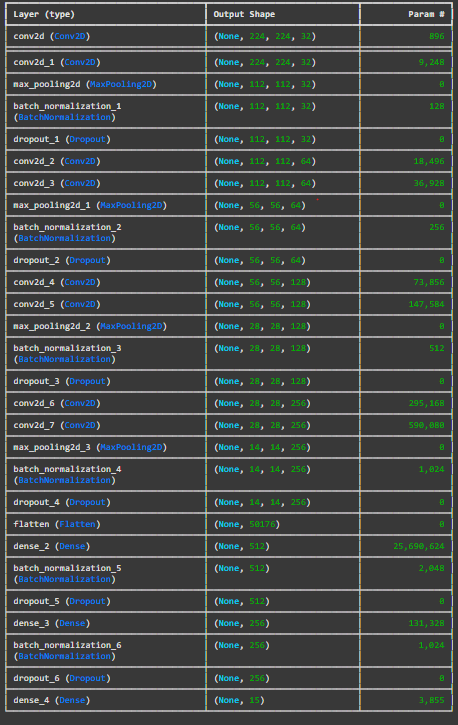 Layer (type) Output Shape Param #
conv2d (Conv2D) (None, 224, 224, 32) 896
conv2d_1 (Conv2D) (None, 224, 224, 32) 9,248
max_pooling2d (MaxPooling2D) (None, 112, 112, 32) 0
batch_normalization_1 (None, 112, 112, 32) 128
(BatchNormalization)
dropout_1 (Dropout) (None, 112, 112, 32) 0
conv2d_2 (Conv2D) (None, 112, 112, 64) 18,496
conv2d_3 (Conv2D) (None, 112, 112, 64) 36,928
max_pooling2d_1 (MaxPooling2D) (None, 56, 56, 64) 0
batch_normalization_2 (None, 56, 56, 64) 256
(BatchNormalization)
dropout_2 (Dropout) (None, 56, 56, 64) 0
conv2d_4 (Conv2D) (None, 56, 56, 128) 73,856
conv2d_5 (Conv2D) (None, 56, 56, 128) 147,584
max_pooling2d_2 (MaxPooling2D) (None, 28, 28, 128) 0
batch_normalization_3 (None, 28, 28, 128) 512
(BatchNormalization)
dropout_3 (Dropout) (None, 28, 28, 128) 0
conv2d_6 (Conv2D) (None, 28, 28, 256) 295,168
conv2d_7 (Conv2D) (None, 28, 28, 256) 590,080
max_pooling2d_3 (MaxPooling2D) (None, 14, 14, 256) 0
batch_normalization_4 (None, 14, 14, 256) 1,024
(BatchNormalization)
dropout_4 (Dropout) (None, 14, 14, 256) 0
flatten (Flatten) (None, 50176) 0
dense_2 (Dense) (None, 512) 25,690,624
batch_normalization_5 (None, 512) 2,048
(BatchNormalization)
dropout_5 (Dropout) (None, 512) 0
dense_3 (Dense) (None, 256) 131,328
batch_normalization_6 (None, 256) 1,024
(BatchNormalization)
dropout_6 (Dropout) (None, 256) 0
dense_4 (Dense) (None, 15) 3,855